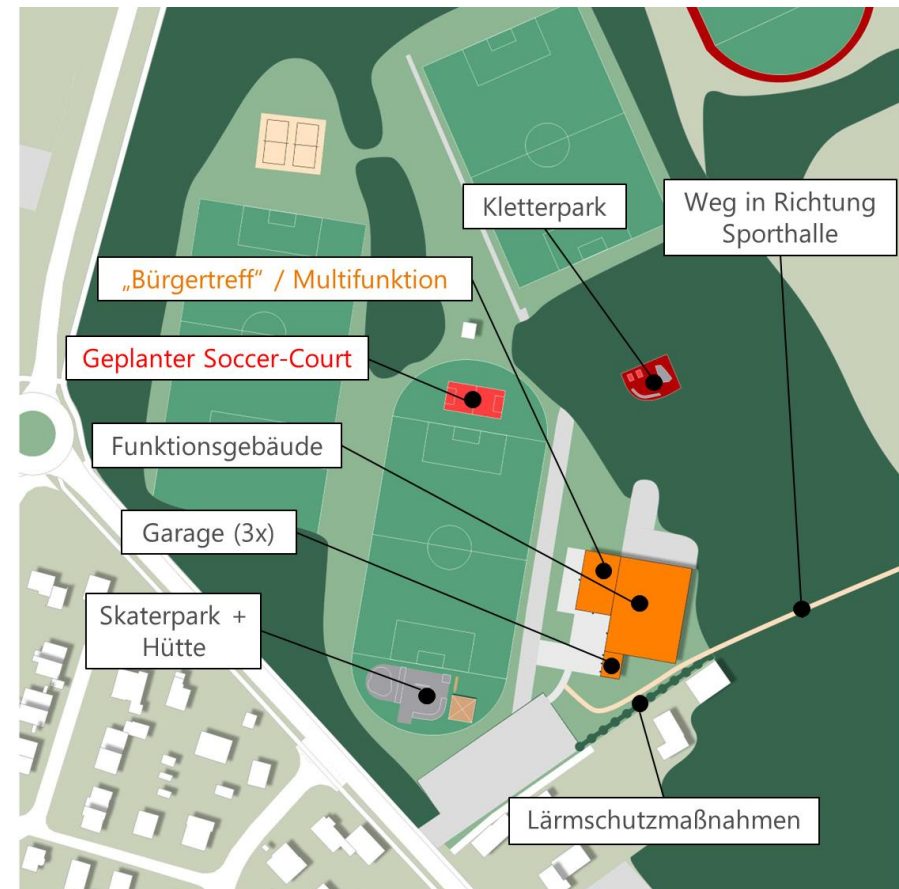 Kletterpark
Weg in Richtung
Sporthalle
„Bürgertreff“ / Multifunktion
Geplanter Soccer-Court
Funktionsgebäude
Garage (3x)
Skaterpark +
Hütte
Lärmschutzmaßnahmen